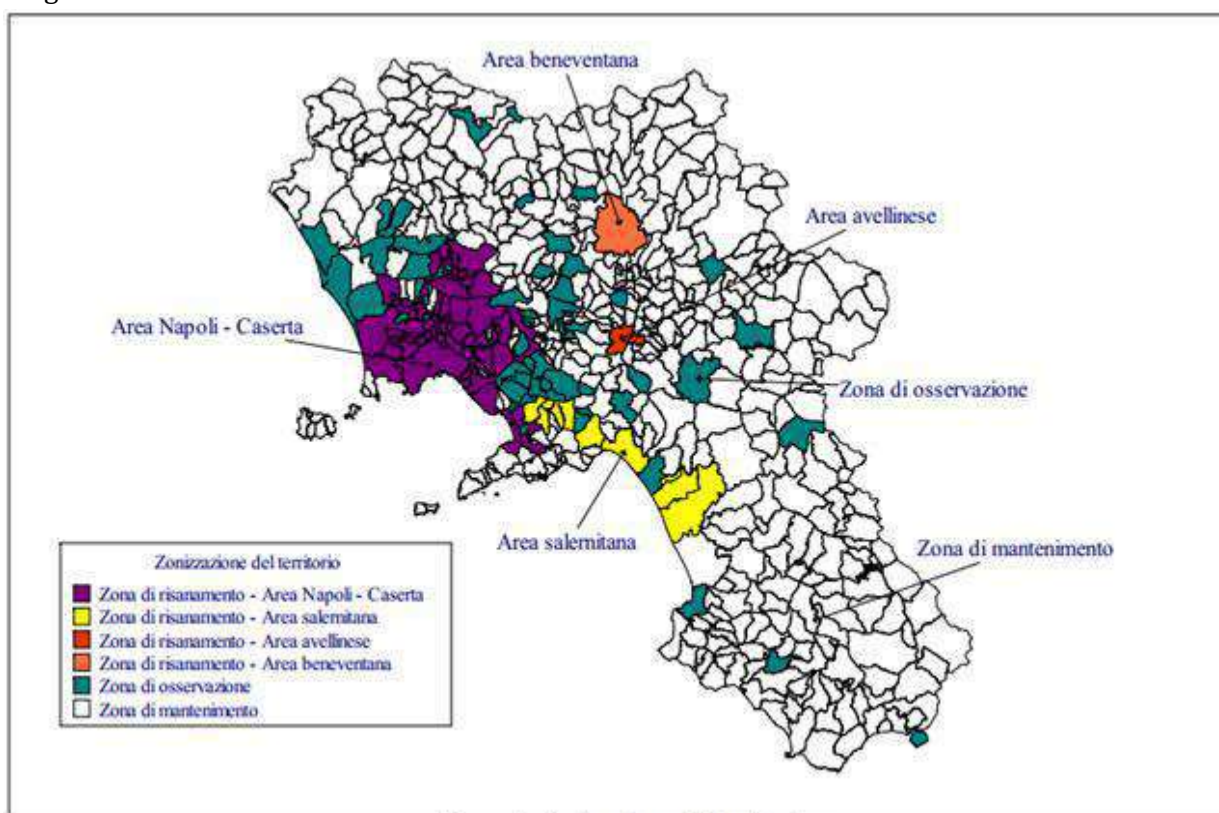 Area beneventana
Area avellinese
Area Napoli - Caserta
Zona di osservazione
Area salernitana
Zona di mantenimento
Zonizzazione del territorio
Zona di risanamento - Area Napoli - Caserta
Zona di risanamento - Area salernitana
Zona di risanamento - Area avellinese
Zona di risanamento - Area beneventana
Zona di osservazione
Zona di mantenimento